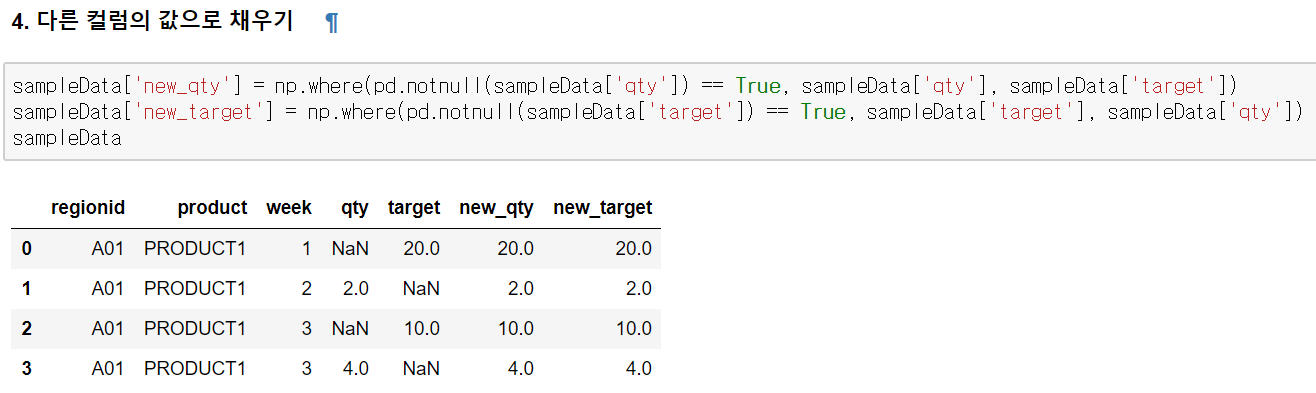 4. 다른 컬럼의 값으로 채우기 ¶
sampleData['new_qty'] = np.where(pd.notnull(sampleData['qty']) == True, sampleData['qty'], sampleData['target'])
sampleData['new_target'] = np.where(pd.notnull(sampleData['target']) == True, sampleData['target'], sampleData['qty'])
sampleData
regionid product week qty target new_qty new_target
0 A01 PRODUCT1 1 NaN 20.0 20.0 20.0
1 A01 PRODUCT1 2 2.0 NaN 2.0 2.0
2 A01 PRODUCT1 3 NaN 10.0 10.0 10.0
3 A01 PRODUCT1 3 4.0 NaN 4.0 4.0